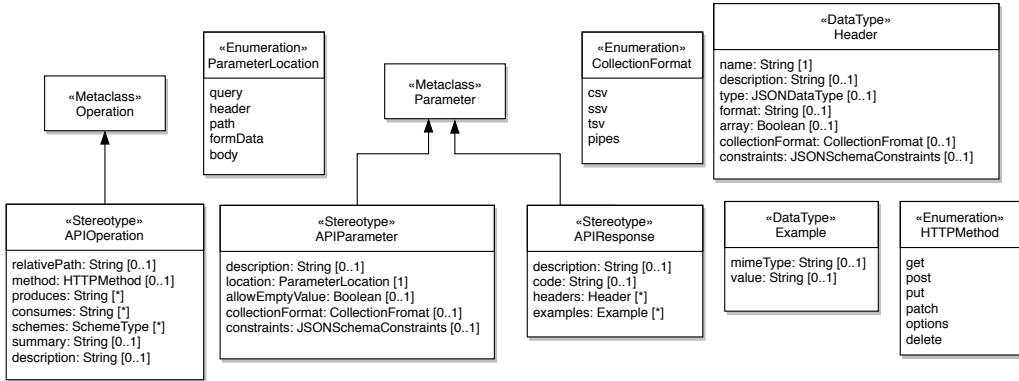 «Metaclass»
Operation
«Enumeration»
ParameterLocation
query
header
path
formData
body
«Metaclass»
Parameter
«Enumeration»
CollectionFormat
csv
ssv
tsv
pipes
«DataType»
Header
name: String [1]
description: String [0..1]
type: JSONDataType [0..1]
format: String [0..1]
array: Boolean [0..1]
collectionFormat: CollectionFromat [0..1]
constraints: JSONSchemaConstraints [0..1]
«Stereotype»
APIOperation
relativePath: String [0..1]
method: HTTPMethod [0..1]
produces: String [*]
consumes: String [*]
schemes: SchemeType [*]
summary: String [0..1]
description: String [0..1]
«Stereotype»
APIParameter
description: String [0..1]
location: ParameterLocation [1]
allowEmptyValue: Boolean [0..1]
collectionFormat: CollectionFromat [0..1]
constraints: JSONSchemaConstraints [0..1]
«Stereotype»
APIResponse
description: String [0..1]
code: String [0..1]
headers: Header [*]
examples: Example [*]
«DataType»
Example
mimeType: String [0..1]
value: String [0..1]
«Enumeration»
HTTPMethod
get
post
put
patch
options
delete